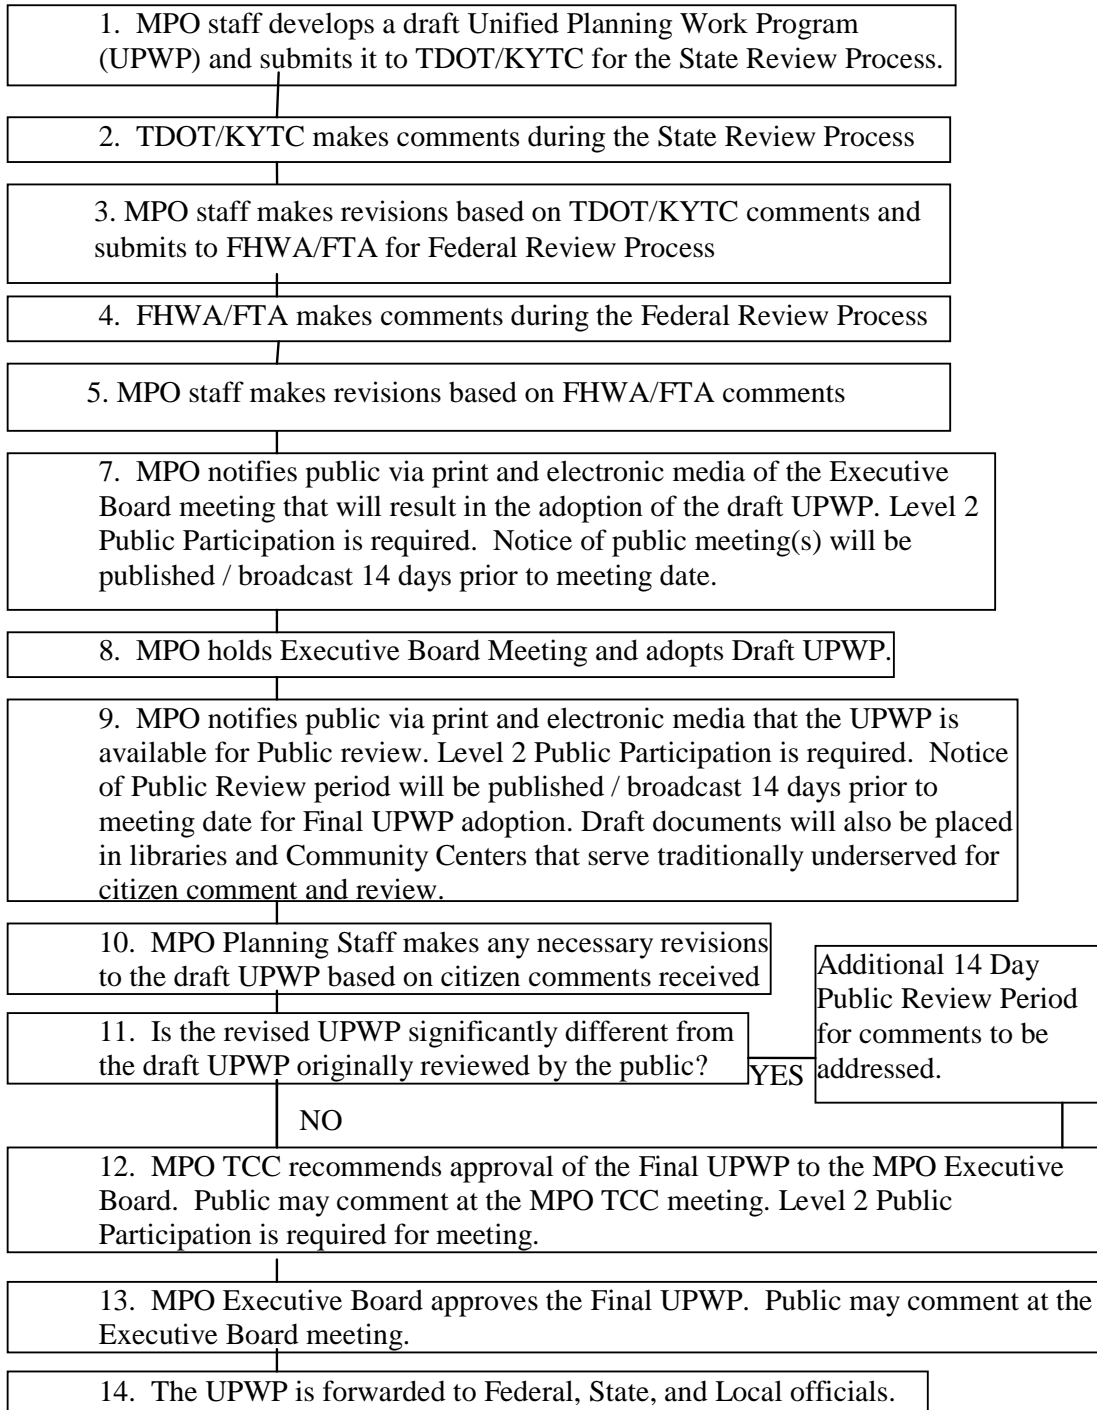 1. MPO staff develops a draft Unified Planning Work Program
(UPWP) and submits it to TDOT/KYTC for the State Review Process.
2. TDOT/KYTC makes comments during the State Review Process
3. MPO staff makes revisions based on TDOT/KYTC comments and
submits to FHWA/FTA for Federal Review Process
4. FHWA/FTA makes comments during the Federal Review Process
5. MPO staff makes revisions based on FHWA/FTA comments
7. MPO notifies public via print and electronic media of the Executive
Board meeting that will result in the adoption of the draft UPWP. Level 2
Public Participation is required. Notice of public meeting(s) will be
published / broadcast 14 days prior to meeting date.
8. MPO holds Executive Board Meeting and adopts Draft UPWP.
9. MPO notifies public via print and electronic media that the UPWP is
available for Public review. Level 2 Public Participation is required. Notice
of Public Review period will be published / broadcast 14 days prior to
meeting date for Final UPWP adoption. Draft documents will also be placed
in libraries and Community Centers that serve traditionally underserved for
citizen comment and review.
10. MPO Planning Staff makes any necessary revisions
to the draft UPWP based on citizen comments received
11. Is the revised UPWP significantly different from
the draft UPWP originally reviewed by the public?
YES
Additional 14 Day
Public Review Period
for comments to be
addressed.
NO
12. MPO TCC recommends approval of the Final UPWP to the MPO Executive
Board. Public may comment at the MPO TCC meeting. Level 2 Public
Participation is required for meeting.
13. MPO Executive Board approves the Final UPWP. Public may comment at the
Executive Board meeting.
14. The UPWP is forwarded to Federal, State, and Local officials.